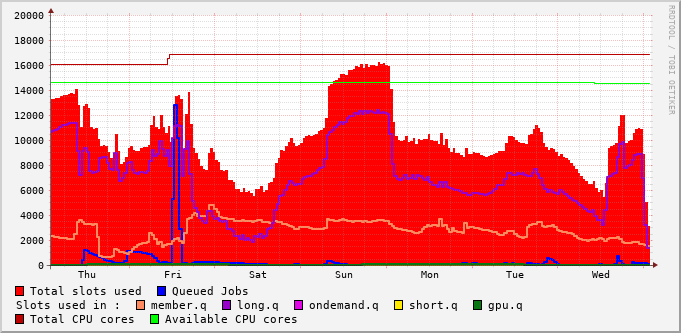 RRDTOOL / TOBI OETIKER
20000
18000
16000
14000
12000
10000
8000
6000
4000
2000
0
Thu Fri Sat Sun Mon Tue Wed
Total slots used Queued Jobs
Slots used in : member.q long.q ondemand.q short.q gpu.q
Total CPU cores Available CPU cores